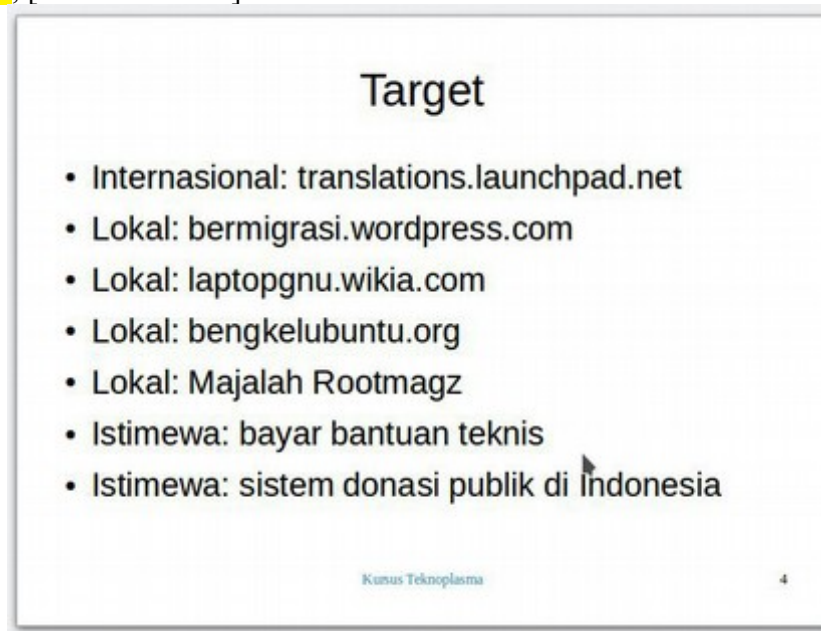 Target
• Internasional: translations.launchpad.net
• Lokal: bermigrasi.wordpress.com
• Lokal: laptopgnu.wikia.com
• Lokal: bengkelubuntu.org
• Lokal: Majalah Rootmagz
• Istimewa: bayar bantuan teknis
• Istimewa: sistem donasi publik di Indonesia
Kursus Teknoplasma
4